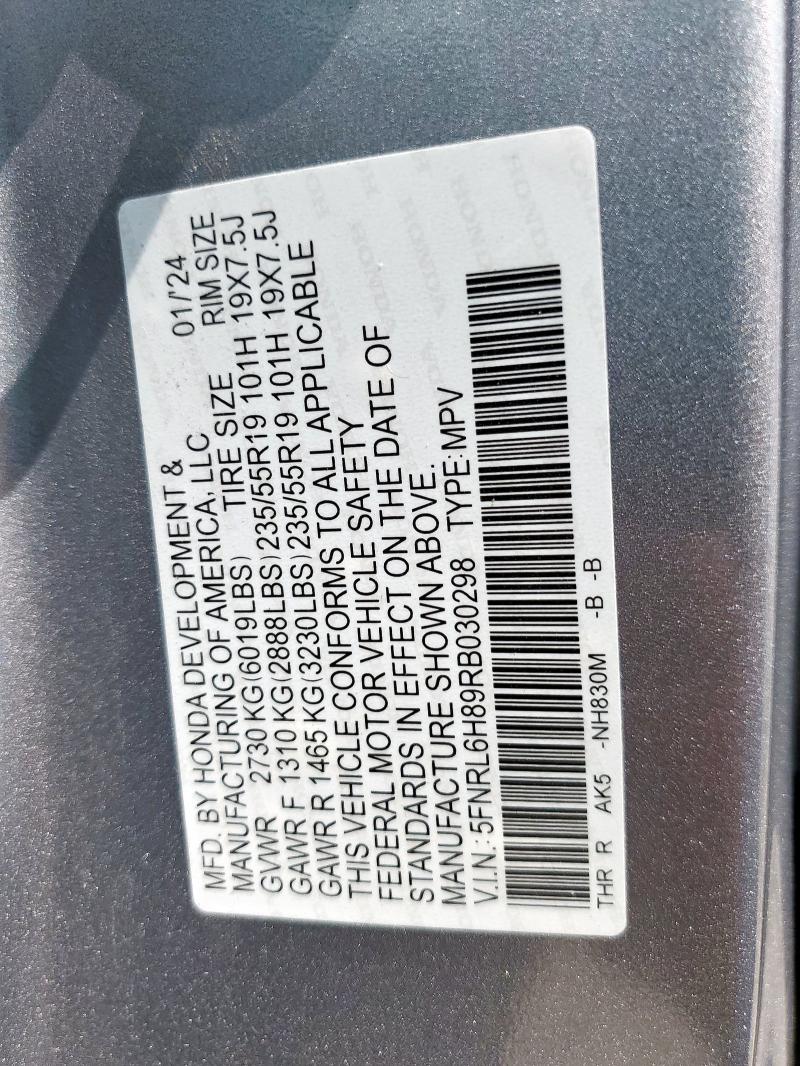 MFD. BY HONDA DEVELOPMENT &
MANUFACTURING OF AMERICA, LLC 01/'24
TIRE SIZE RIM SIZE
GVWR 2730 KG(6019LBS)
GAWR F 1310 KG(2888LBS) 235/55R19 101H 19X7.5J
GAWR R 1465 KG(3230LBS) 235/55R19 101H 19X7.5J
THIS VEHICLE CONFORMS TO ALL APPLICABLE
FEDERAL MOTOR VEHICLE SAFETY
STANDARDS IN EFFECT ON THE DATE OF
MANUFACTURE SHOWN ABOVE.
V.I.N.: 5FNRL6H89RB030298 TYPE:MPV
THR R AK5 -NH830M -B -B